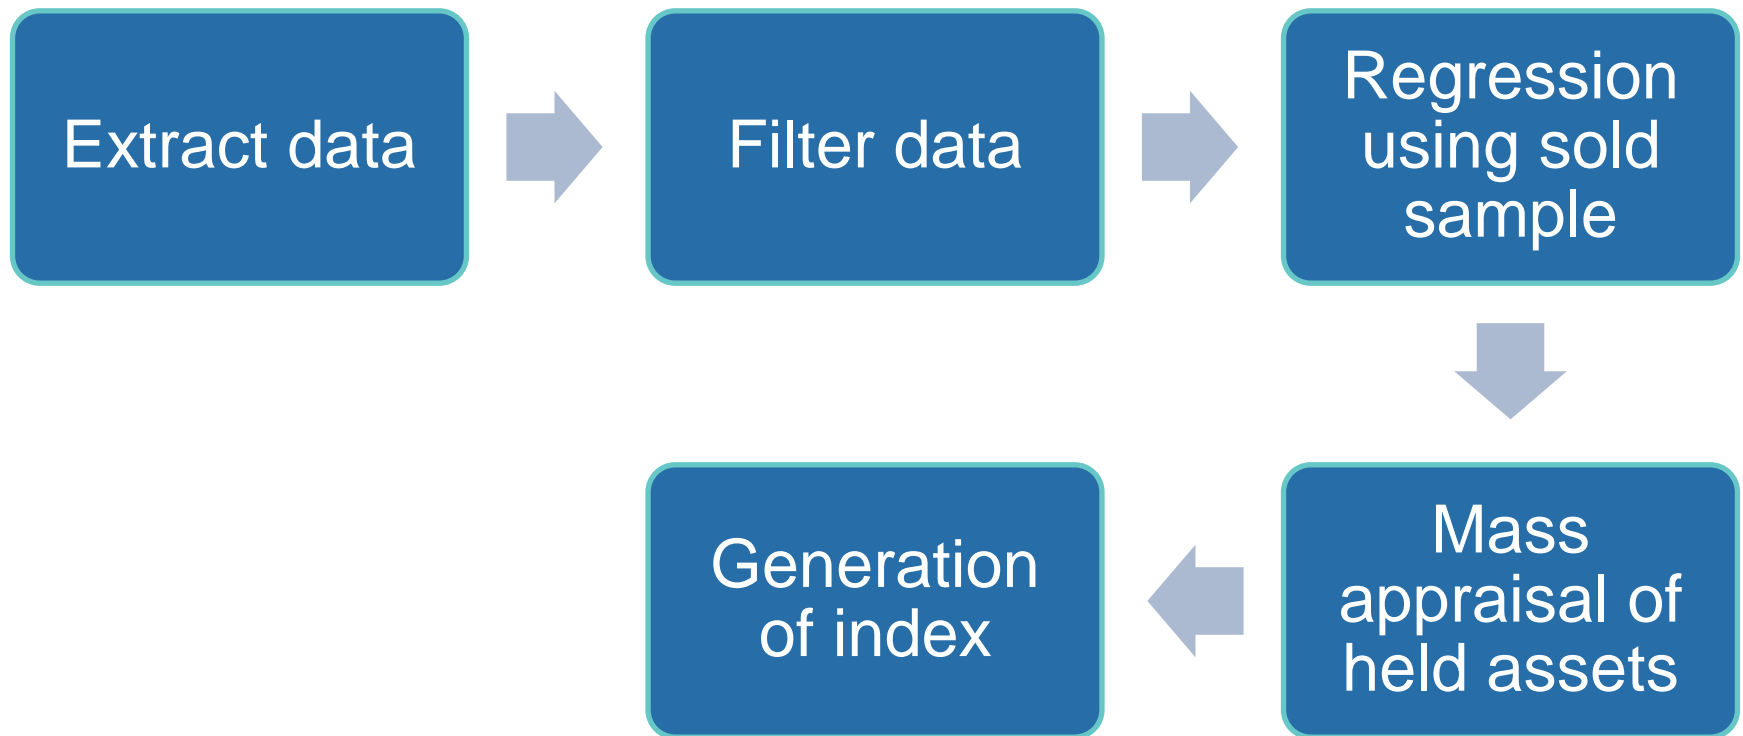 Extract data
Filter data
Regression
using sold
sample
Mass
appraisal of
held assets
Generation
of index